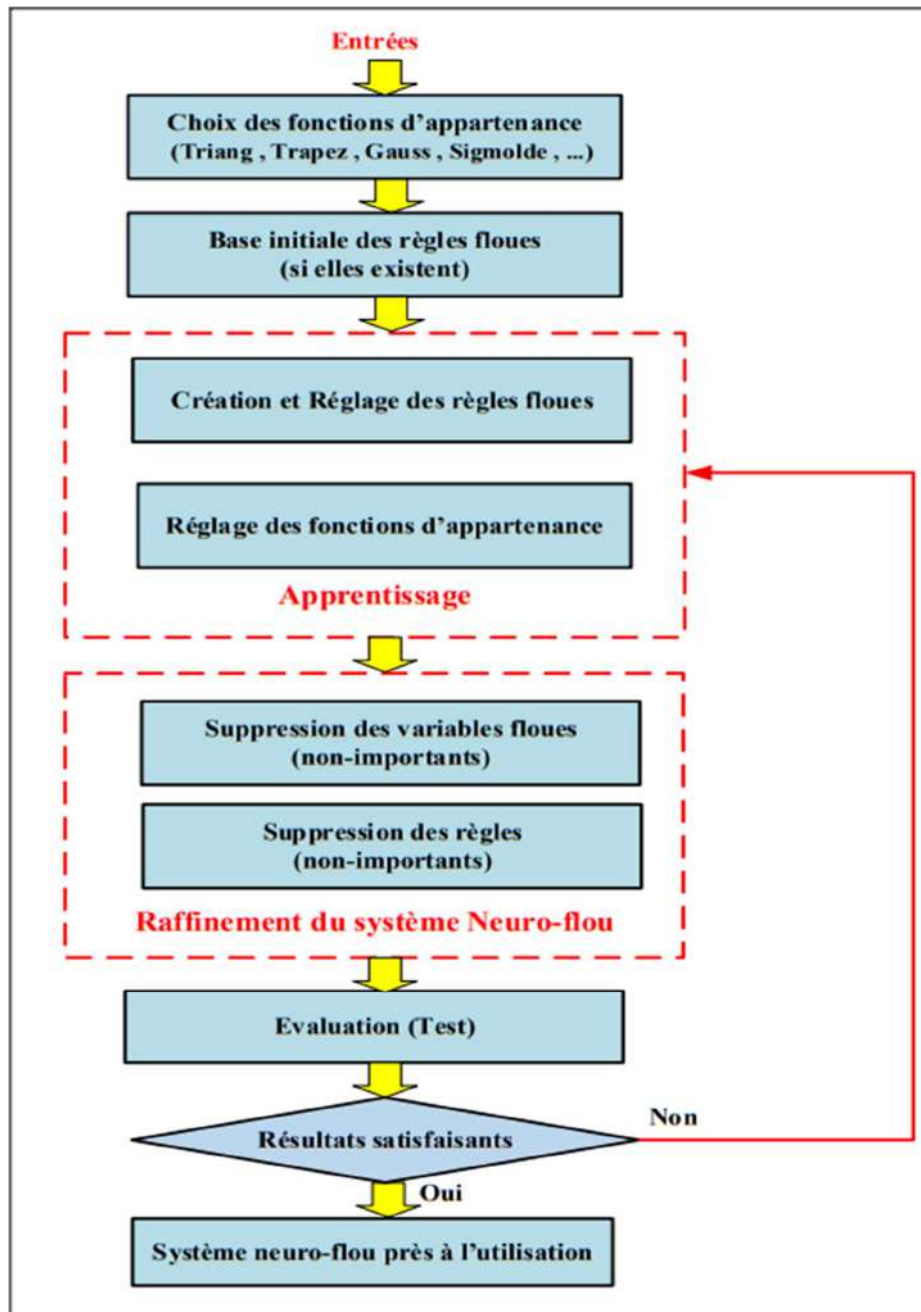 Entrées
Choix des fonctions d'appartenance
(Triang , Trapez , Gauss , Sigmolde , ...)
Base initiale des règles floues
(si elles existent)
Création et Réglage des règles floues
Réglage des fonctions d'appartenance
Apprentissage
Suppression des variables floues
(non-importants)
Suppression des règles
(non-importants)
Raffinement du système Neuro-flou
Evaluation (Test)
Résultats satisfaisants
Non
Oui
Système neuro-flou près à l'utilisation